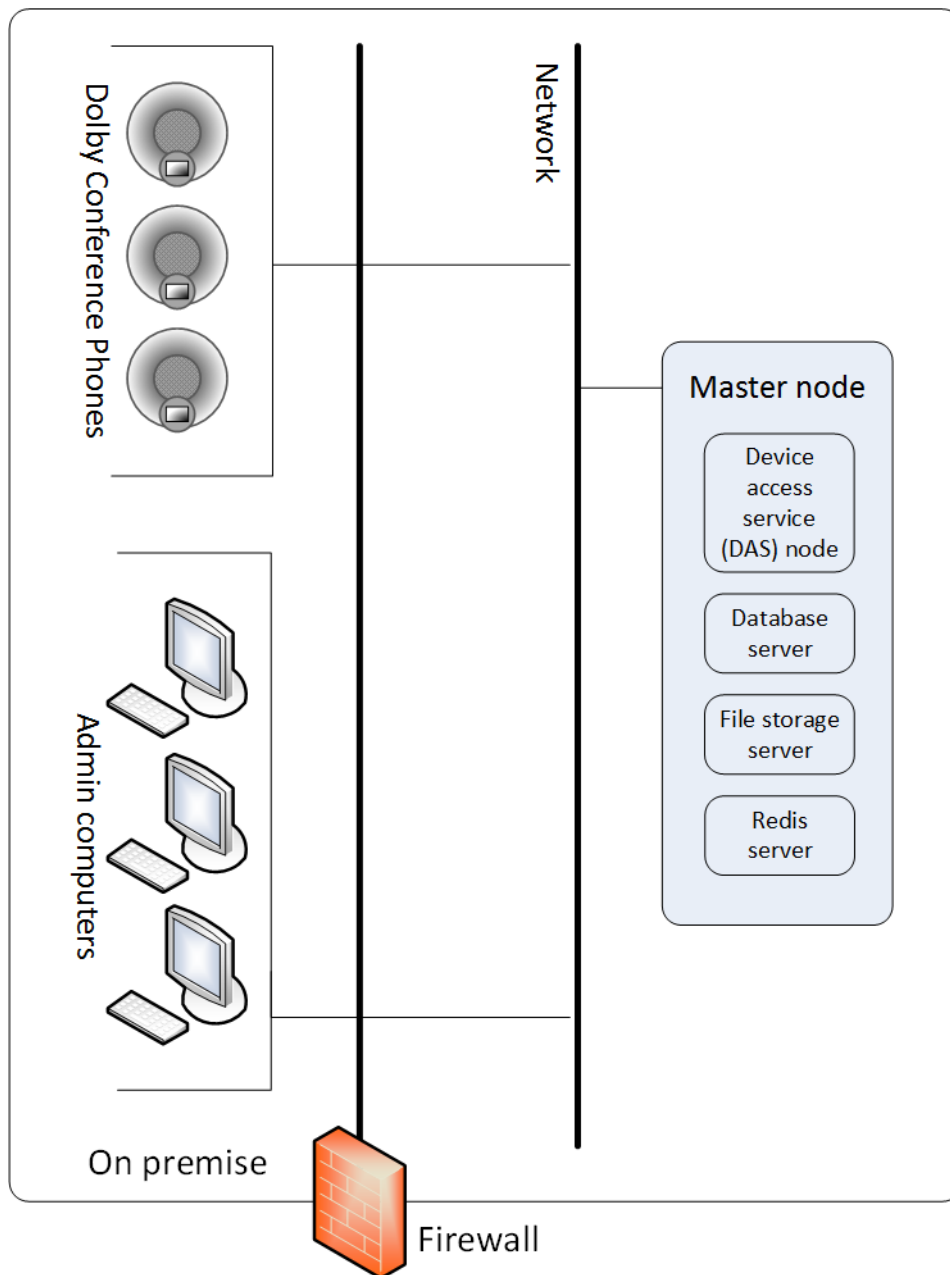 Dolby Conference Phones
Network
Master node
Device
access
service
(DAS) node
Database
server
File storage
server
Redis
server
Admin computers
On premise
Firewall